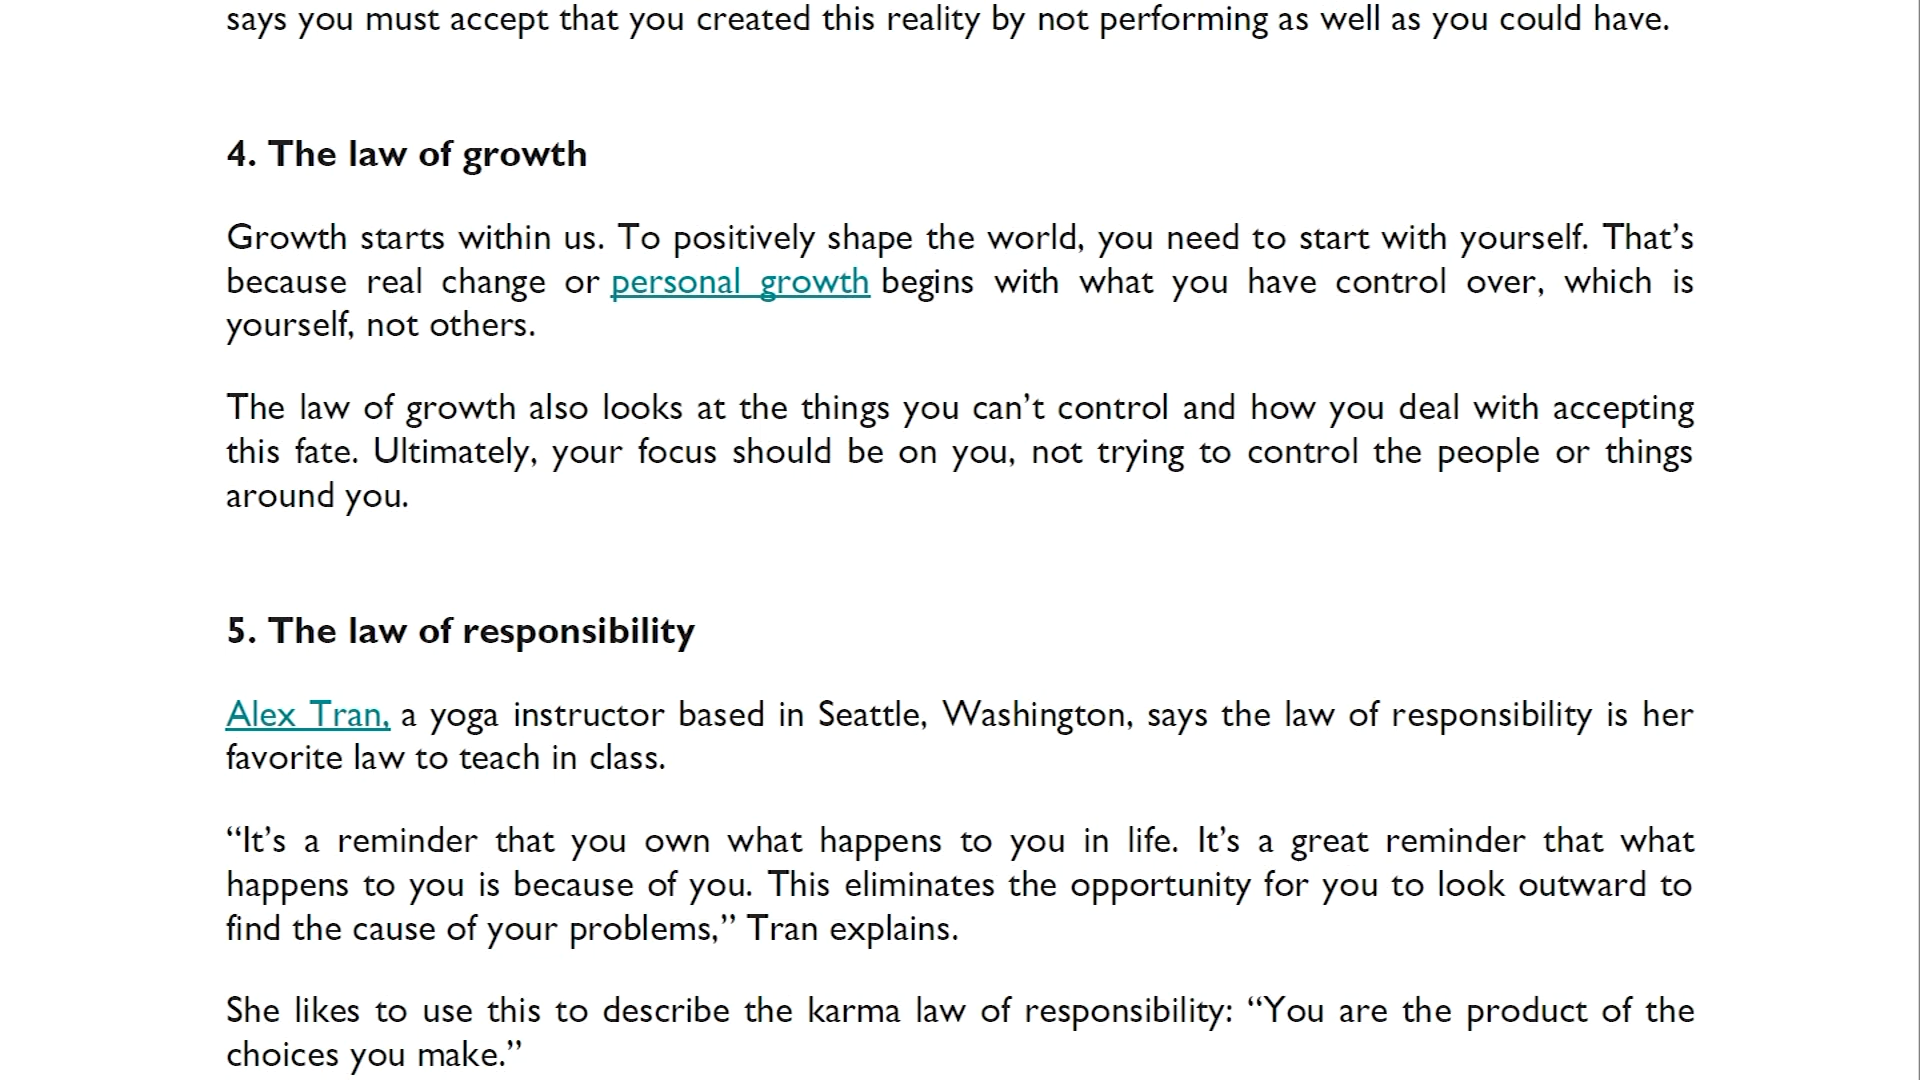 says you must accept that you created this reality by not performing as well as you could have.
4. The law of growth
Growth starts within us. To positively shape the world, you need to start with yourself. That’s
because real change or personal growth begins with what you have control over, which is
yourself, not others.
The law of growth also looks at the things you can’t control and how you deal with accepting
this fate. Ultimately, your focus should be on you, not trying to control the people or things
around you.
5. The law of responsibility
Alex Tran, a yoga instructor based in Seattle, Washington, says the law of responsibility is her
favorite law to teach in class.
“It’s a reminder that you own what happens to you in life. It’s a great reminder that what
happens to you is because of you. This eliminates the opportunity for you to look outward to
find the cause of your problems,” Tran explains.
She likes to use this to describe the karma law of responsibility: “You are the product of the
choices you make.”